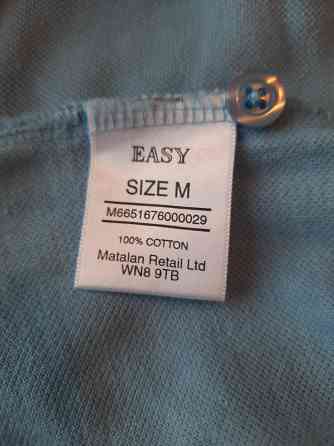 EASY
SIZE M
M6651676000029
100% COTTON
Matalan Retail Ltd
WN8 9TB